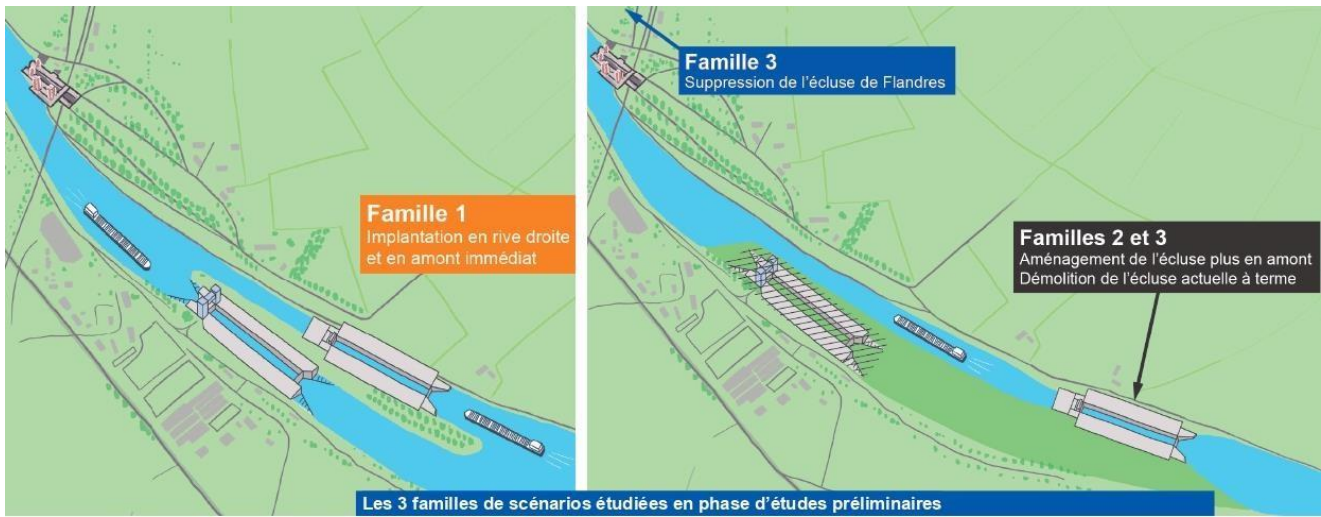 Famille 1
Implantation en rive droite
et en amont immédiat
Famille 3
Suppression de l'écluse de Flandres
Familles 2 et 3
Aménagement de l'écluse plus en amont
Démolition de l'écluse actuelle à terme
Les 3 familles de scénarios étudiées en phase d'études préliminaires